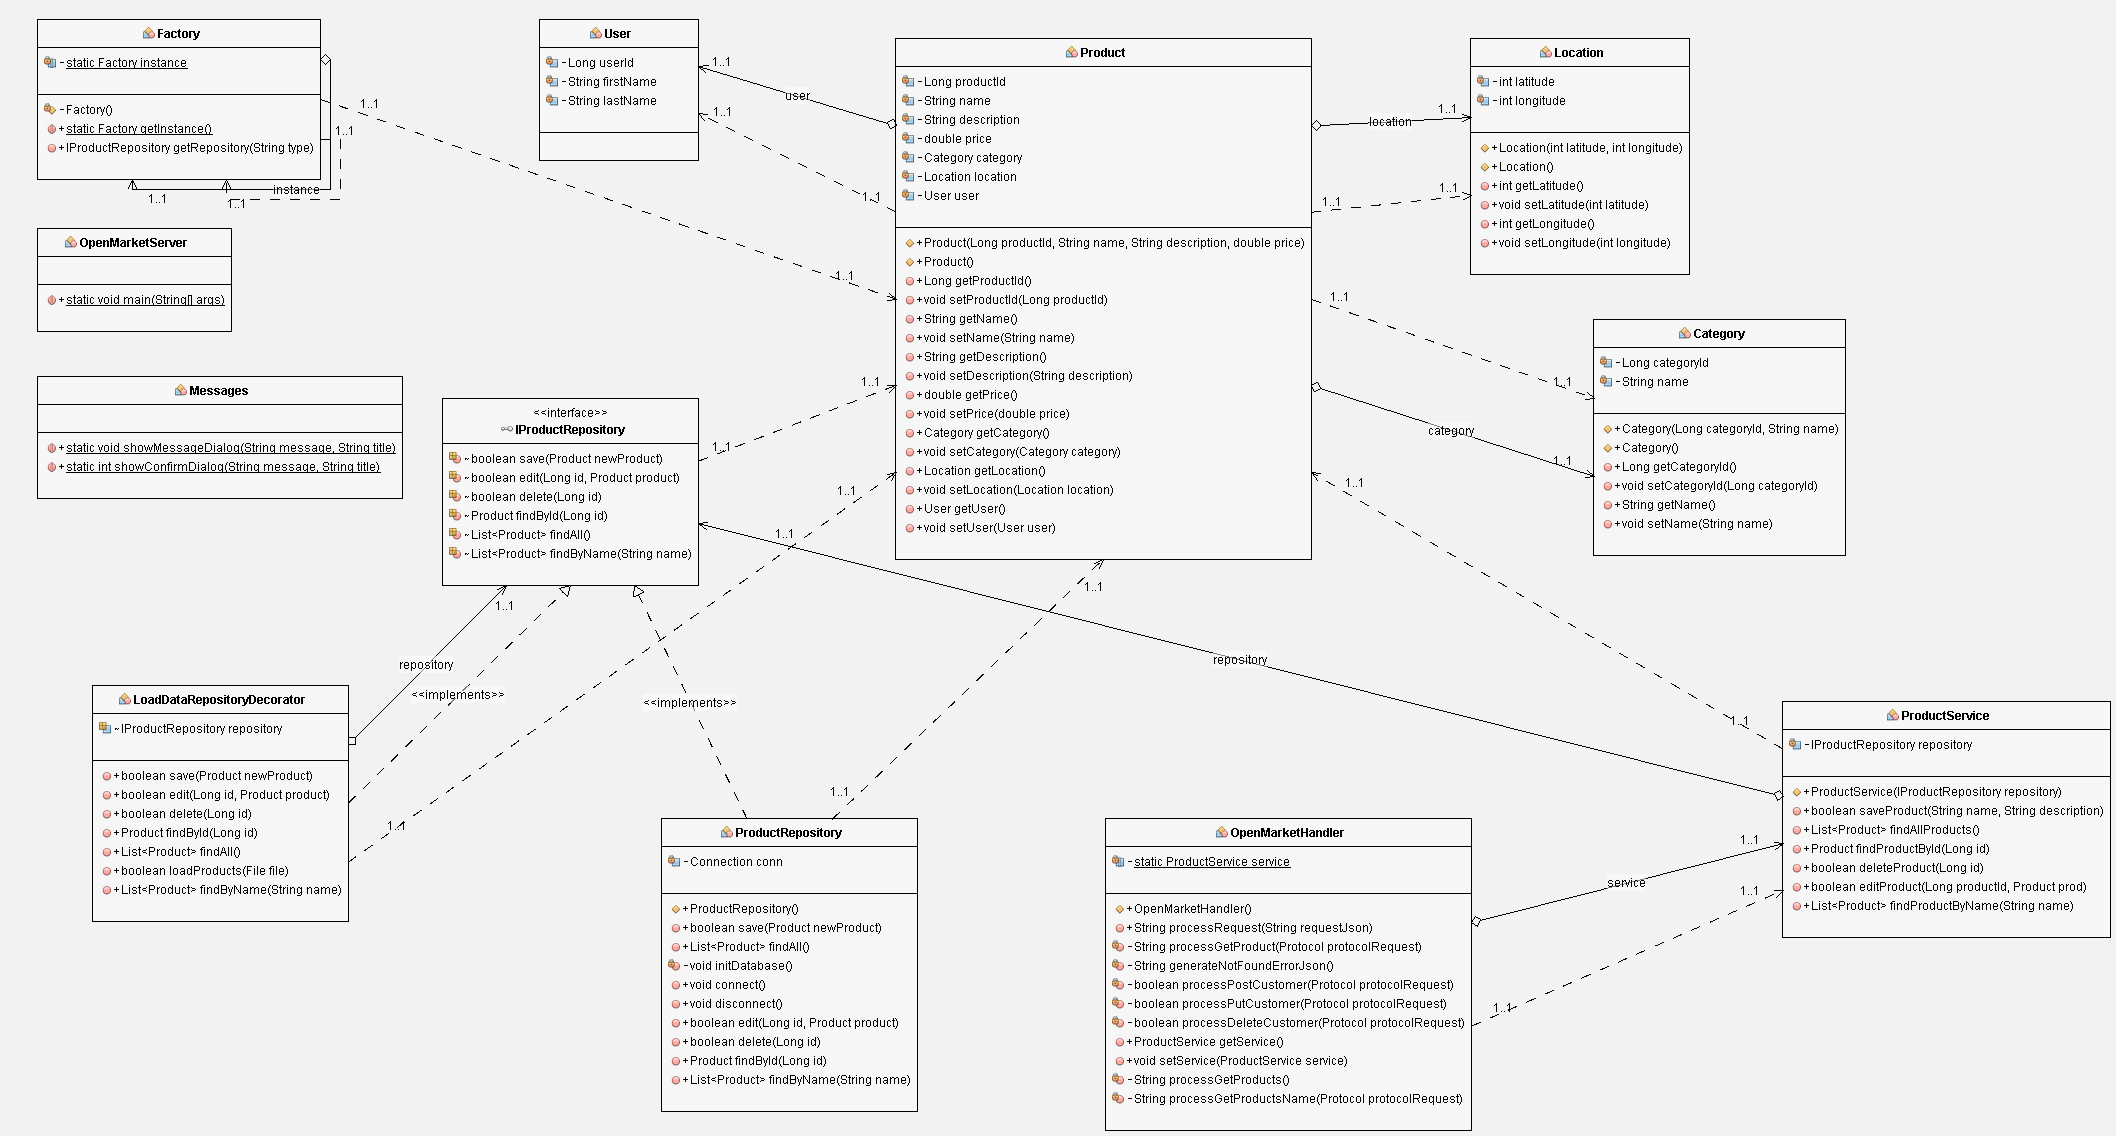 Factory
- static Factory instance
- Factory()
+ static Factory getInstance()
+ IProductRepository getRepository(String type)
1..1
1..1
instance
1..1
1..1
1..1
User
- Long userId
- String firstName
- String lastName
1..1
user
1..1
1..1
Product
- Long productId
- String name
- String description
- double price
- Category category
- Location location
- User user
+ Product(Long productId, String name, String description, double price)
+ Product()
+ Long getProductId()
+ void setProductId(Long productId)
+ String getName()
+ void setName(String name)
+ String getDescription()
+ void setDescription(String description)
+ double getPrice()
+ void setPrice(double price)
+ Category getCategory()
+ void setCategory(Category category)
+ Location getLocation()
+ void setLocation(Location location)
+ User getUser()
+ void setUser(User user)
1..1
location
1..1
1..1
Location
- int latitude
- int longitude
+ Location(int latitude, int longitude)
+ Location()
+ int getLatitude()
+ void setLatitude(int latitude)
+ int getLongitude()
+ void setLongitude(int longitude)
OpenMarketServer
+ static void main(String[] args)
1..1
1..1
category
1..1
Category
- Long categoryId
- String name
+ Category(Long categoryId, String name)
+ Category()
+ Long getCategoryId()
+ void setCategoryId(Long categoryId)
+ String getName()
+ void setName(String name)
Messages
+ static void showMessageDialog(String message, String title)
+ static int showConfirmDialog(String message, String title)
<<interface>>
IProductRepository
~ boolean save(Product newProduct)
~ boolean edit(Long id, Product product)
~ boolean delete(Long id)
~ Product findById(Long id)
~ List<Product> findAll()
~ List<Product> findByName(String name)
1..1
1..1
1..1
1..1
1..1
1..1
1..1
repository
<<implements>>
<<implements>>
repository
1..1
LoadDataRepositoryDecorator
~ IProductRepository repository
+ boolean save(Product newProduct)
+ boolean edit(Long id, Product product)
+ boolean delete(Long id)
+ Product findById(Long id)
+ List<Product> findAll()
+ boolean loadProducts(File file)
+ List<Product> findByName(String name)
1..1
1..1
ProductRepository
- Connection conn
+ ProductRepository()
+ boolean save(Product newProduct)
+ List<Product> findAll()
- void initDatabase()
+ void connect()
+ void disconnect()
+ boolean edit(Long id, Product product)
+ boolean delete(Long id)
+ Product findById(Long id)
+ List<Product> findByName(String name)
OpenMarketHandler
- static ProductService service
+ OpenMarketHandler()
+ String processRequest(String requestJson)
- String processGetProduct(Protocol protocolRequest)
- String generateNotFoundErrorJson()
- boolean processPostCustomer(Protocol protocolRequest)
- boolean processPutCustomer(Protocol protocolRequest)
- boolean processDeleteCustomer(Protocol protocolRequest)
+ ProductService getService()
+ void setService(ProductService service)
- String processGetProducts()
- String processGetProductsName(Protocol protocolRequest)
1..1
service
1..1
1..1
ProductService
- IProductRepository repository
+ ProductService(IProductRepository repository)
+ boolean saveProduct(String name, String description)
+ List<Product> findAllProducts()
+ Product findProductById(Long id)
+ boolean deleteProduct(Long id)
+ boolean editProduct(Long productId, Product prod)
+ List<Product> findProductByName(String name)